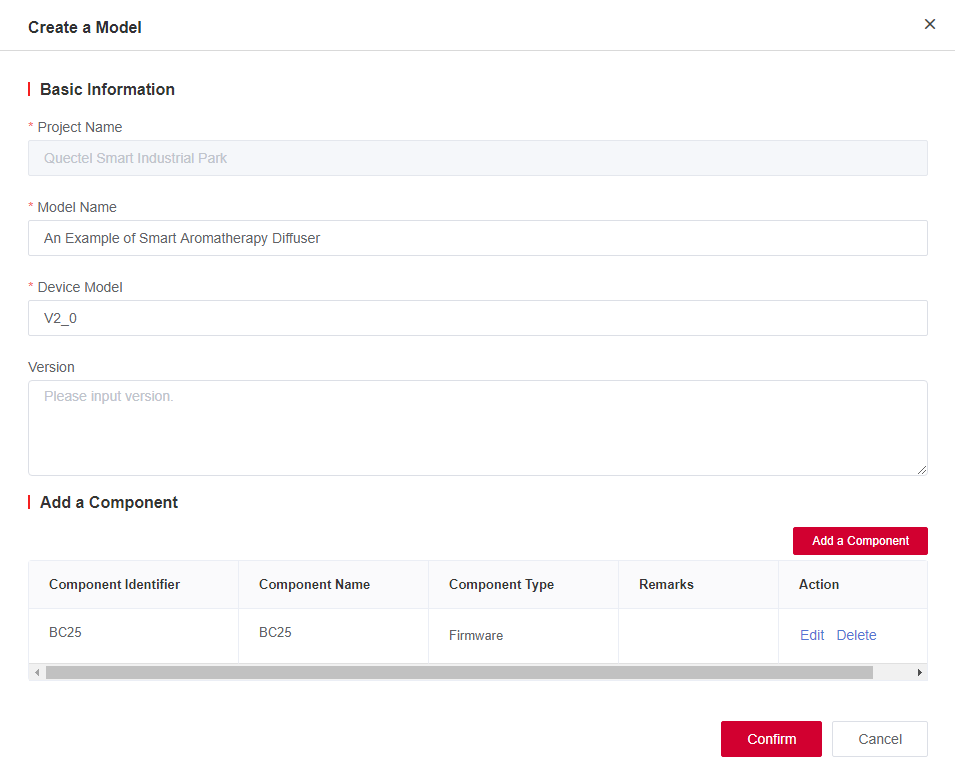 Create a Model
Basic Information
* Project Name
Quectel Smart Industrial Park
* Model Name
An Example of Smart Aromatherapy Diffuser
* Device Model
V2_0
Version
Please input version.
Add a Component
Add a Component
Component Identifier Component Name Component Type Remarks Action
BC25 BC25 Firmware Edit Delete
Confirm Cancel